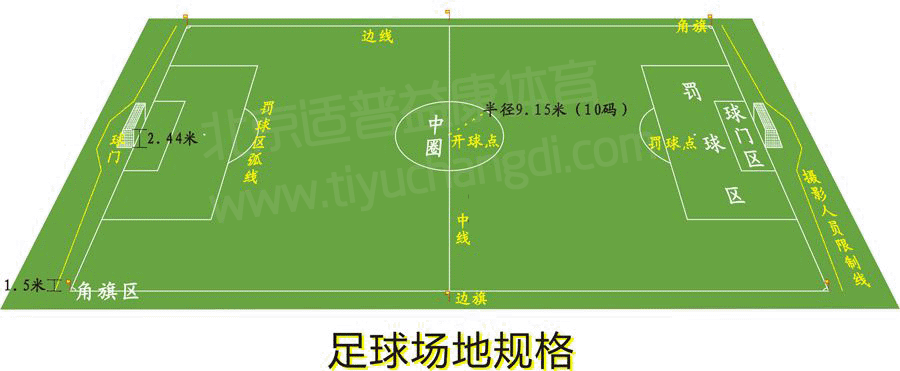 边线
角旗
北京适普益康体育
www.tiyuchangdi.com
半径9.15米（10码）
中圈
开球点
罚球区弧线
球门
2.44米
罚球区
罚球点
球门区
摄影人员限制线
中线
1.5米
角旗区
边旗
足球场地规格